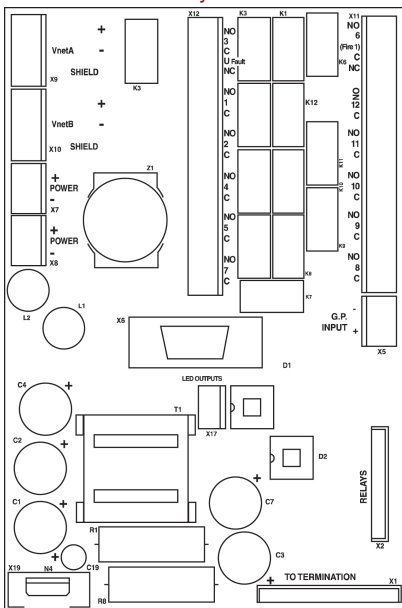 X12
K3
K1
X11
VnetA
+
-
X9
SHIELD
K3
NO
3
C
U Fault
NC
NO
6
(Fire 1)
C
NC
K6
VnetB
+
-
X10
SHIELD
NO
1
C
K12
NO
12
C
NO
2
C
K11
NO
11
C
+
POWER
-
X7
Z1
NO
4
C
K10
NO
10
C
+
POWER
-
X8
NO
5
C
K9
NO
9
C
NO
7
C
K8
NO
8
C
K7
L2
L1
X6
D1
-
G.P.
INPUT
+
X5
LED OUTPUTS
C4
+
T1
X17
C2
+
D2
RELAYS
X2
C1
+
C7
+
R1
C3
+
X19
N4
+
C19
R8
TO TERMINATION
X1